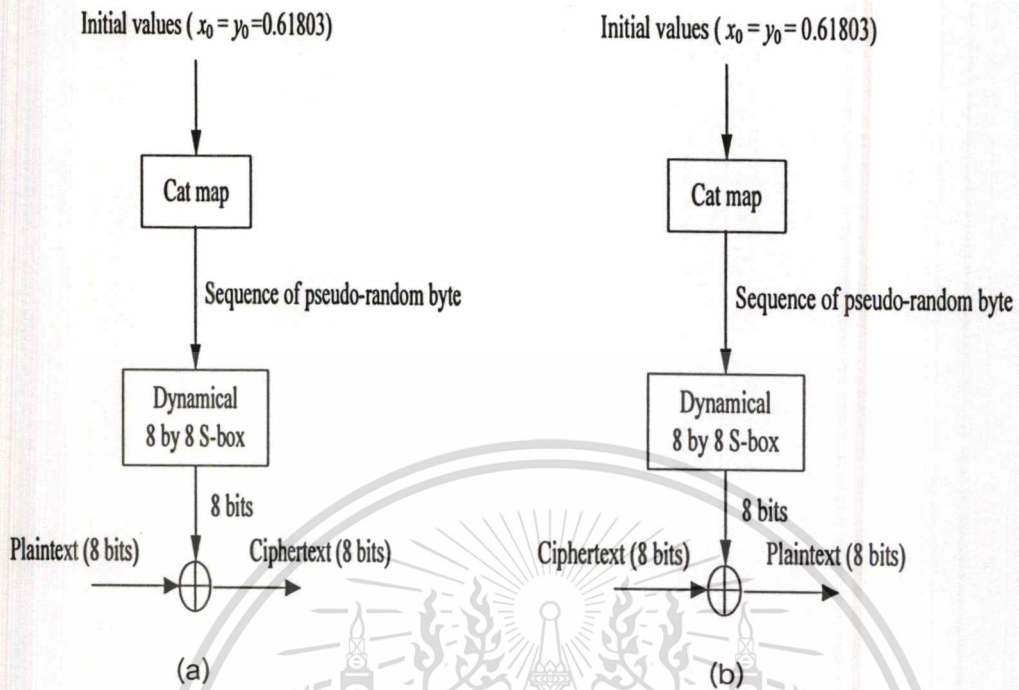 Initial values ( x₀ = y₀=0.61803)
Cat map
Sequence of pseudo-random byte
Dynamical
8 by 8 S-box
8 bits
Plaintext (8 bits)
Ciphertext (8 bits)
(a)
Initial values ( x₀ = y₀ = 0.61803)
Cat map
Sequence of pseudo-random byte
Dynamical
8 by 8 S-box
8 bits
Ciphertext (8 bits)
Plaintext (8 bits)
(b)